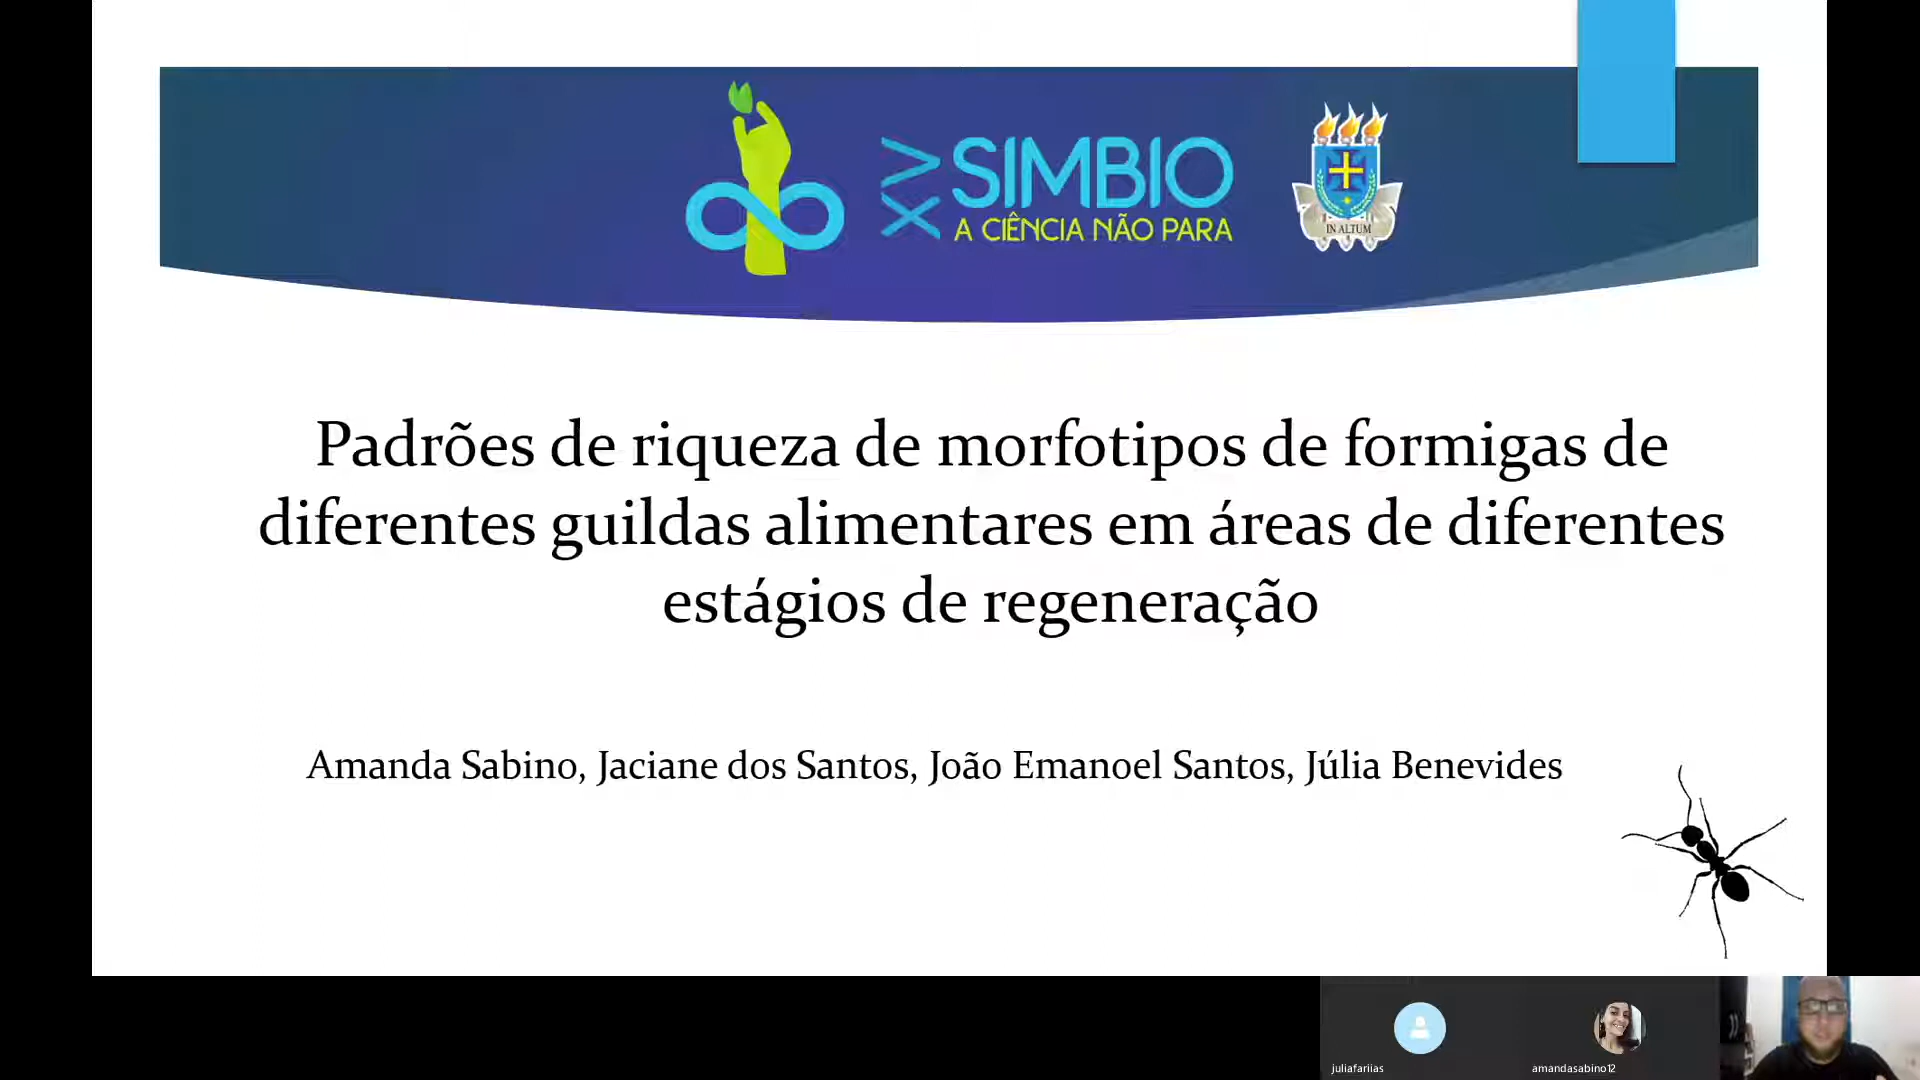 XV SIMBIO
A CIÊNCIA NÃO PARA
IN ALTUM
Padrões de riqueza de morfotipos de formigas de
diferentes guildas alimentares em áreas de diferentes
estágios de regeneração
Amanda Sabino, Jaciane dos Santos, João Emanoel Santos, Júlia Benevides
juliafariias
amandasabino12